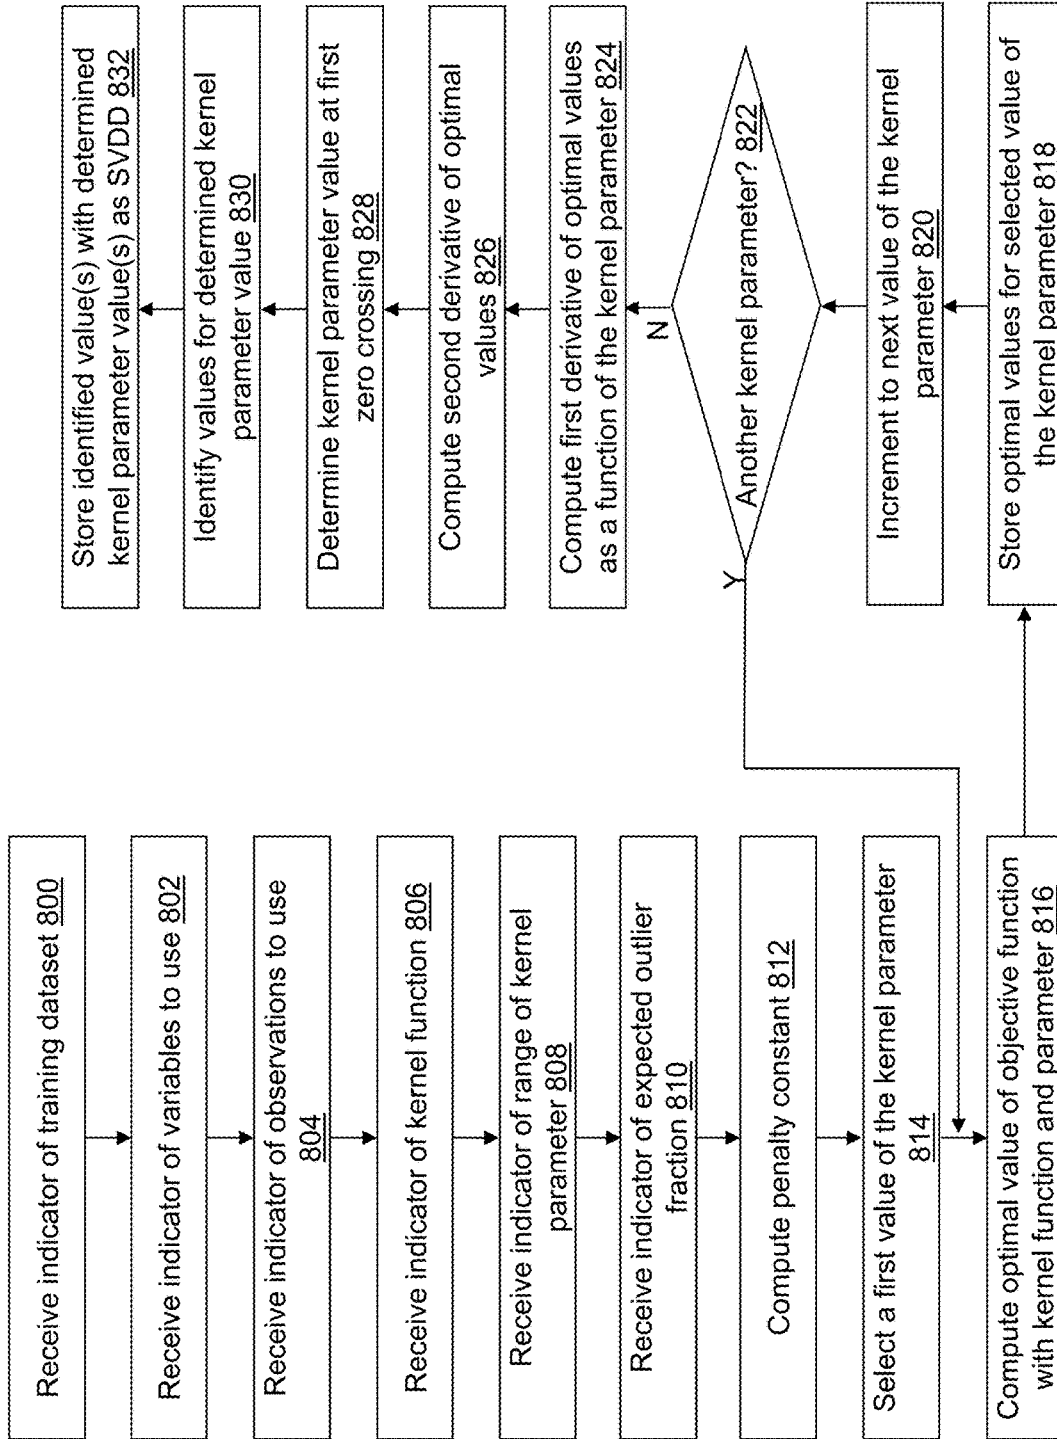 Receive indicator of training dataset 800
Receive indicator of variables to use 802
Receive indicator of observations to use
804
Receive indicator of kernel function 806
Receive indicator of range of kernel
parameter 808
Receive indicator of expected outlier
fraction 810
Compute penalty constant 812
Select a first value of the kernel parameter
814
Compute optimal value of objective function
with kernel function and parameter 816
Store optimal values for selected value of
the kernel parameter 818
Increment to next value of the kernel
parameter 820
Another kernel parameter? 822
Y
N
Compute first derivative of optimal values
as a function of the kernel parameter 824
Compute second derivative of optimal
values 826
Determine kernel parameter value at first
zero crossing 828
Identify values for determined kernel
parameter value 830
Store identified value(s) with determined
kernel parameter value(s) as SVDD 832